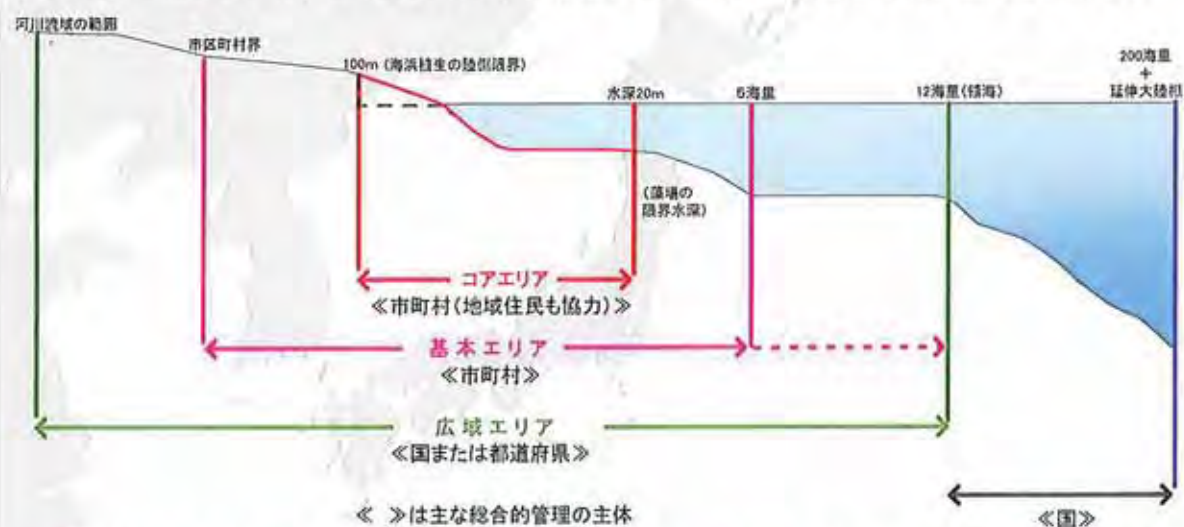 河川流域の範囲
市区町村界
100m (海浜植生の陸側限界)
水深20m
6海里
12海里(領海)
200海里
+
延伸大陸棚
(藻場の
限界水深)
コアエリア
≪市町村(地域住民も協力)≫
基本エリア
≪市町村≫
広域エリア
≪国または都道府県≫
≪ ≫は主な総合的管理の主体
≪国≫